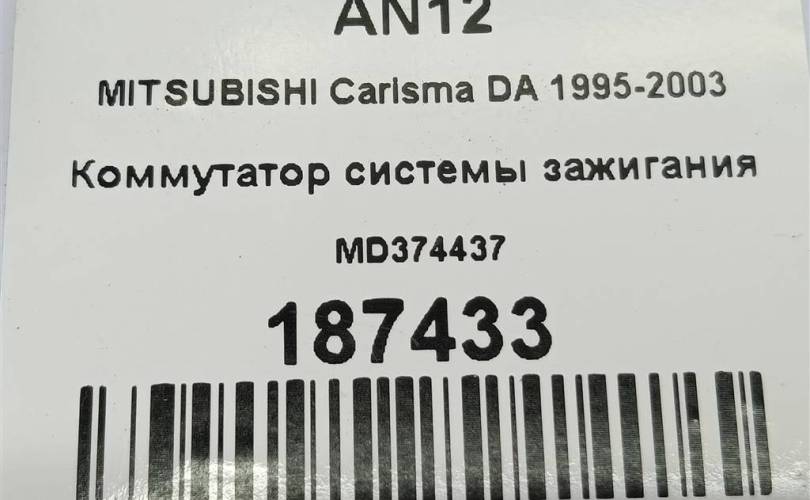 AN12
MITSUBISHI Carisma DA 1995-2003
Коммутатор системы зажигания
MD374437
187433